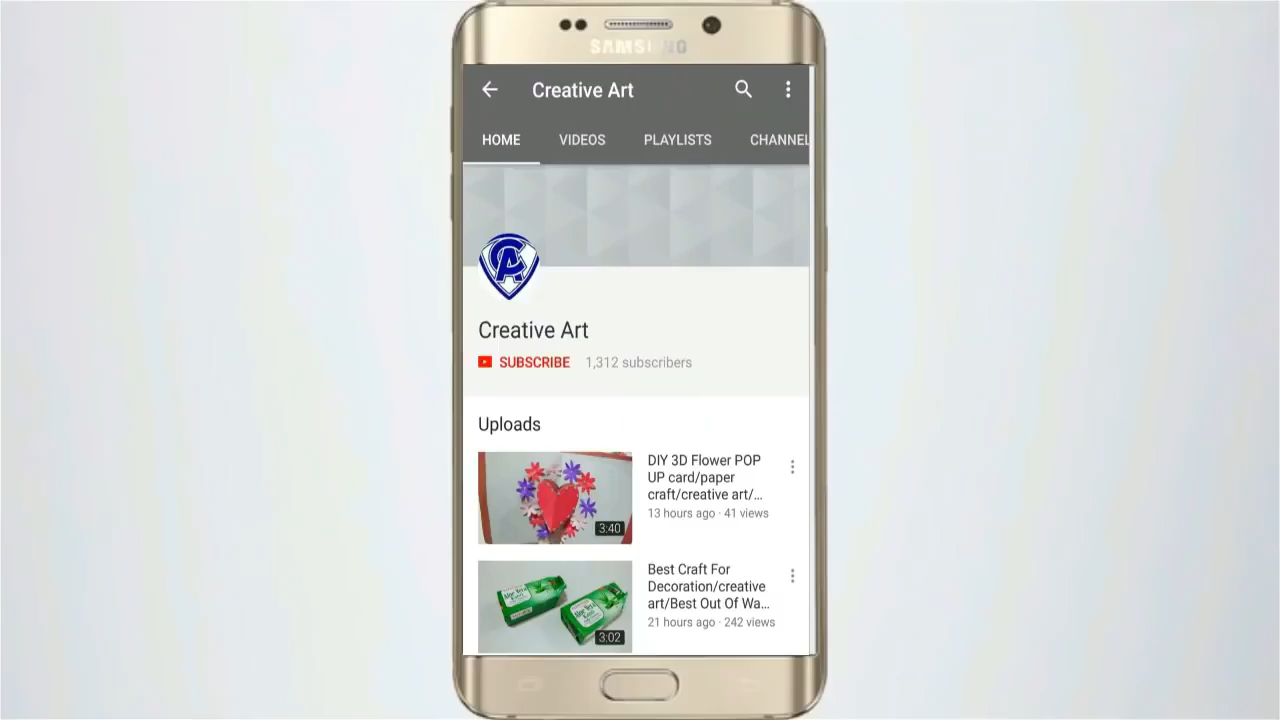 SAMSUNG
Creative Art
HOME VIDEOS PLAYLISTS CHANNEL
CA
Creative Art
SUBSCRIBE 1,312 subscribers
Uploads
DIY 3D Flower POP
UP card/paper
craft/creative art/...
13 hours ago · 41 views
3:40
Best Craft For
Decoration/creative
art/Best Out Of Wa...
21 hours ago · 242 views
3:02